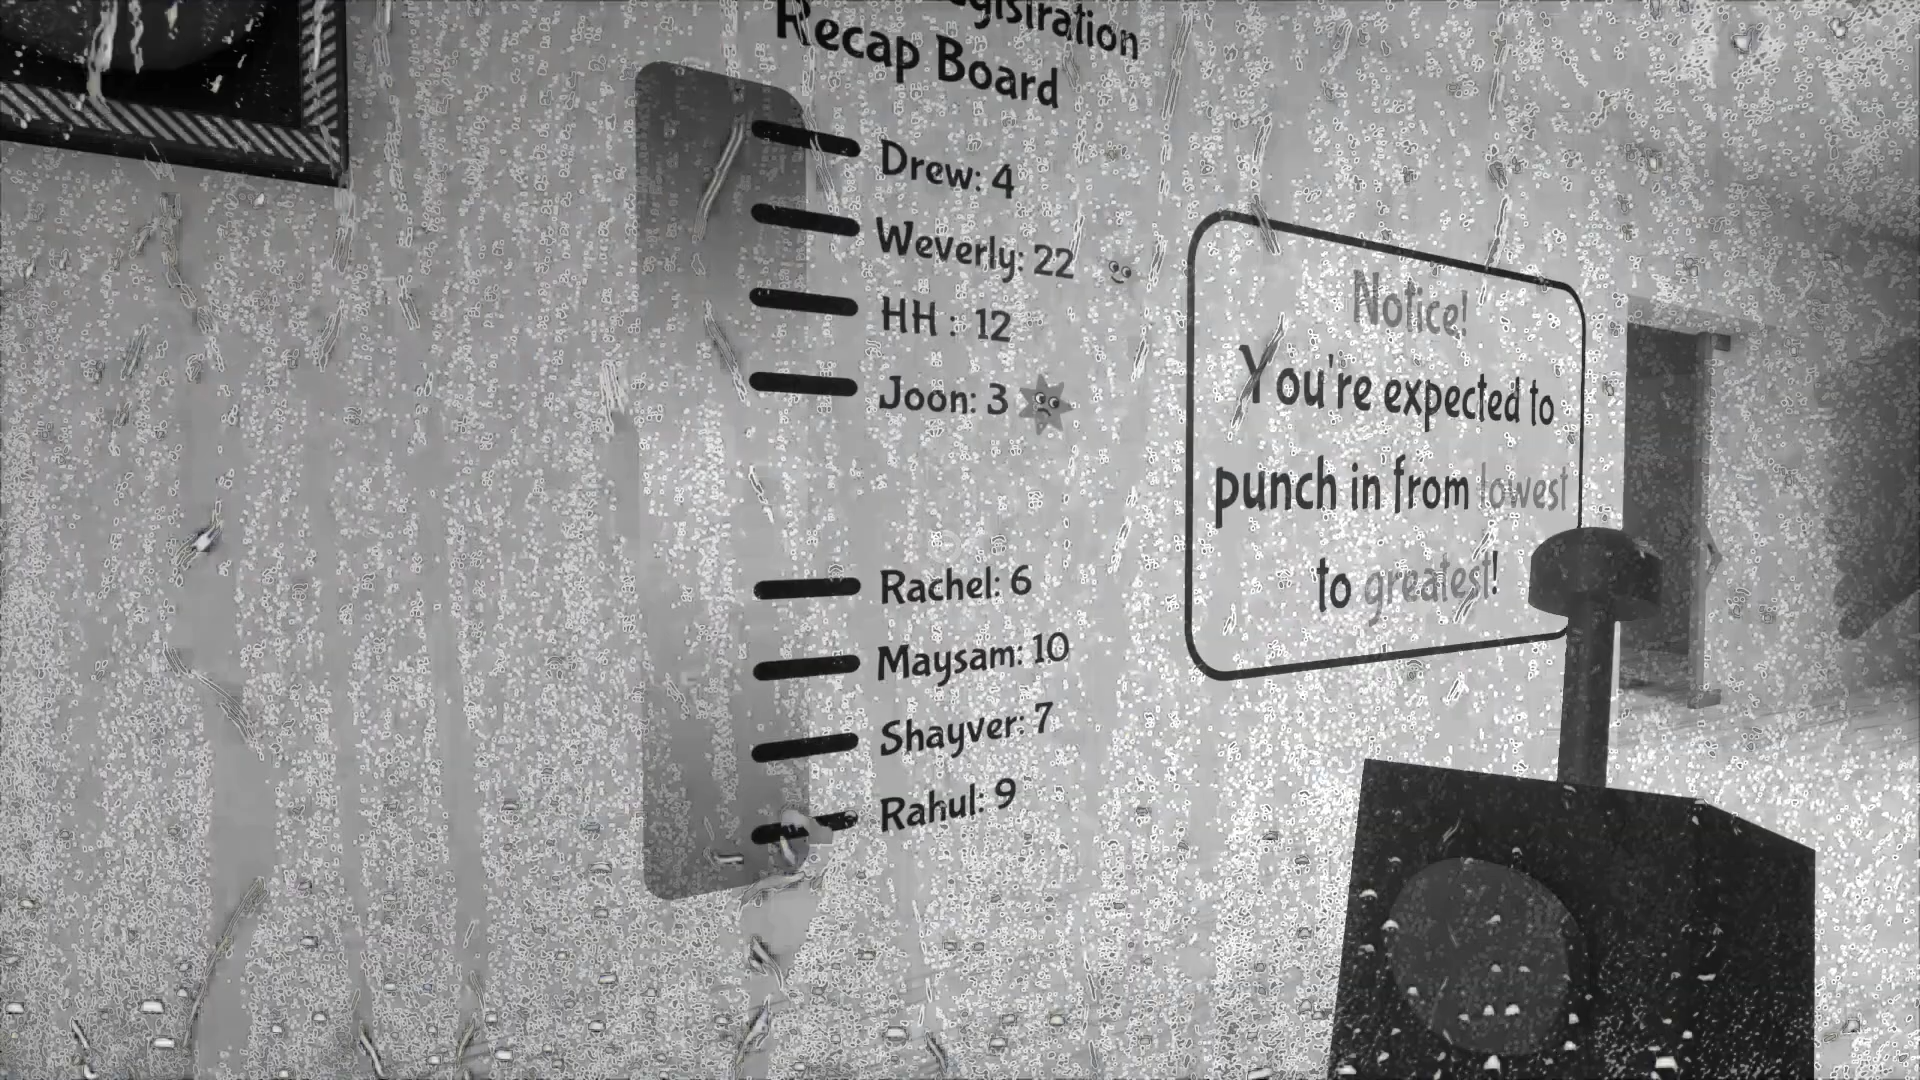 Registration
Recap Board
Drew: 4
Weverly: 22
HH : 12
Joon: 3
Rachel: 6
Maysam: 10
Shayver: 7
Rahul: 9
Notice!
You're expected to
punch in from lowest
to greatest!